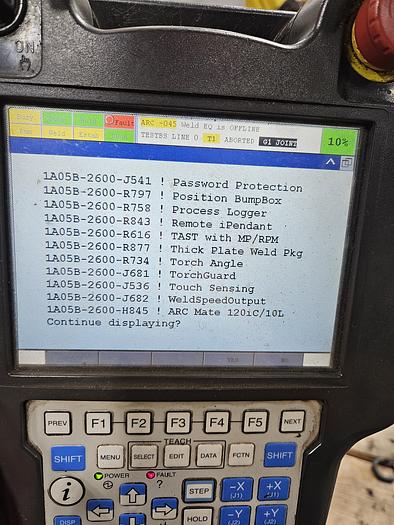 ON
Busy
Fault
Run
Weld
ARC -045 Weld EQ is OFFLINE
TESTBS LINE 0 T1 ABORTED G1 JOINT
10%
1A05B-2600-J541 ! Password Protection
1A05B-2600-R797 ! Position BumpBox
1A05B-2600-R758 ! Process Logger
1A05B-2600-R843 ! Remote iPendant
1A05B-2600-R616 ! TAST with MP/RPM
1A05B-2600-R877 ! Thick Plate Weld Pkg
1A05B-2600-R734 ! Torch Angle
1A05B-2600-J681 ! TorchGuard
1A05B-2600-J536 ! Touch Sensing
1A05B-2600-J682 ! WeldSpeedOutput
1A05B-2600-H845 ! ARC Mate 120iC/10L
Continue displaying?
YES NO
PREV F1 F2 F3 F4 F5 NEXT
TEACH
SHIFT MENU SELECT EDIT DATA FCTN SHIFT
POWER FAULT
i ? STEP -X (J1) +X (J1)
DISP HOLD -Y (J2) +Y (J2)